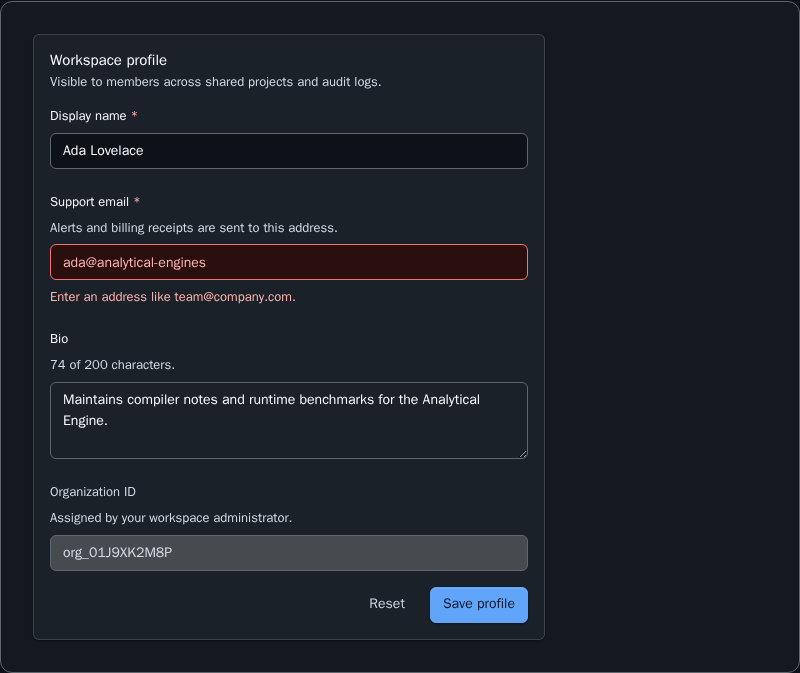 Workspace profile
Visible to members across shared projects and audit logs.
Display name *
Ada Lovelace
Support email *
Alerts and billing receipts are sent to this address.
ada@analytical-engines
Enter an address like team@company.com.
Bio
74 of 200 characters.
Maintains compiler notes and runtime benchmarks for the Analytical
Engine.
Organization ID
Assigned by your workspace administrator.
org_01J9XK2M8P
Reset
Save profile